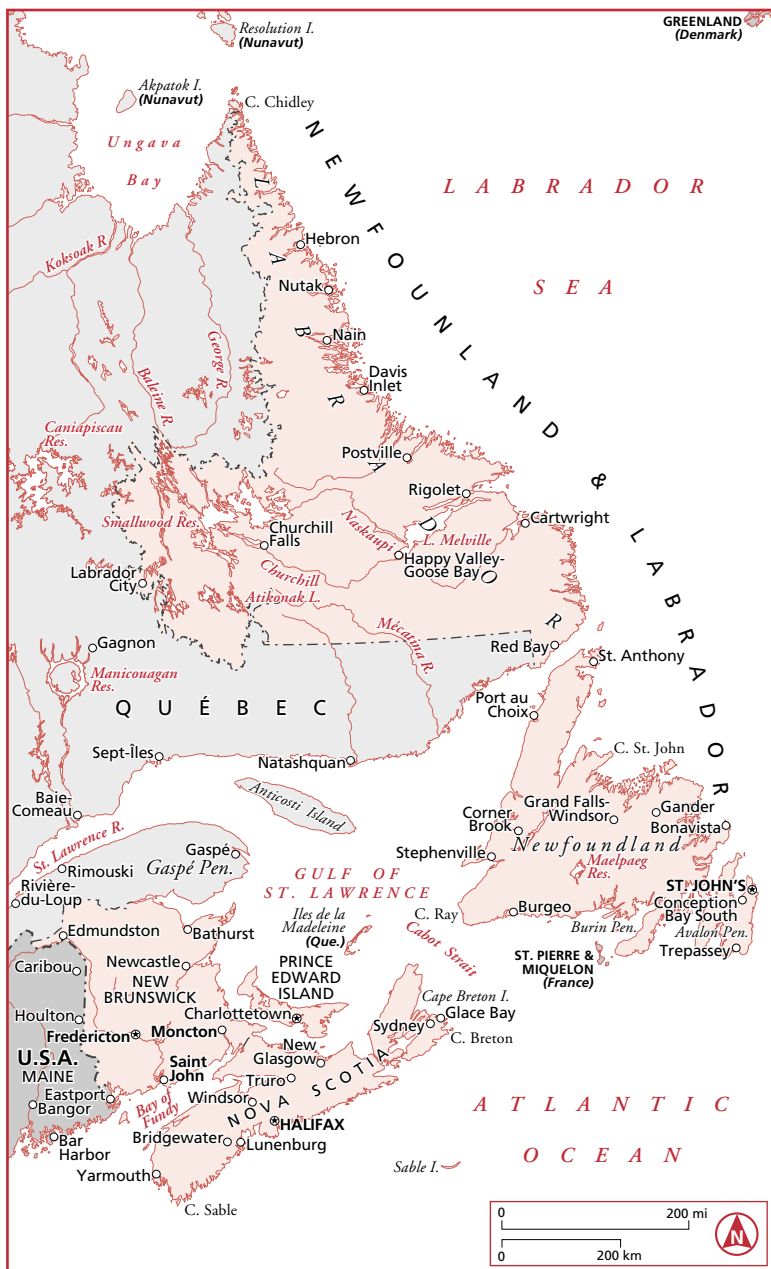 Resolution I.
(Nunavut)
GREENLAND
(Denmark)
Akpatok I.
(Nunavut)
C. Chidley
Ungava
Bay
NEWFOUNLAND & LABRADOR
LABRADOR
SEA
LABRADOR
Koksoak R
Hebron
Nutak
Nain
George R.
Baleine R.
Davis
Inlet
Caniapiscau
Res.
Postville
Rigolet
Smallwood Res.
Churchill
Falls
Naskaupi
L. Melville
Cartwright
Happy Valley-
Goose Bay
Labrador
City
Churchill
Atikonak L.
Mécatina R.
Gagnon
Red Bay
St. Anthony
Manicouagan
Res.
QUÉBEC
Port au
Choix
Sept-Îles
Natashquan
C. St. John
Anticosti Island
Baie-
Comeau
Grand Falls-
Windsor
Gander
Corner
Brook
Bonavista
Newfoundland
St. Lawrence R.
Gaspé
Gaspé Pen.
Stephenville
Maelpaeg
Res.
Rimouski
GULF OF
ST. LAWRENCE
ST. JOHN'S
Rivière-
du-Loup
Conception
Bay South
Iles de la
Madeleine
(Que.)
C. Ray
Burgeo
Burin Pen.
Avalon Pen.
Edmundston
Bathurst
Cabot Strait
ST. PIERRE &
MIQUELON
(France)
Trepassey
Caribou
Newcastle
NEW
BRUNSWICK
PRINCE
EDWARD
ISLAND
Cape Breton I.
Houlton
Charlottetown
Glace Bay
Fredericton
Moncton
Sydney
C. Breton
U.S.A.
MAINE
Saint
John
New
Glasgow
Truro
NOVA SCOTIA
Eastport
Bangor
Bay of
Fundy
Windsor
HALIFAX
ATLANTIC
OCEAN
Bar
Harbor
Bridgewater
Lunenburg
Yarmouth
Sable I.
C. Sable
0
200 mi
0
200 km
N